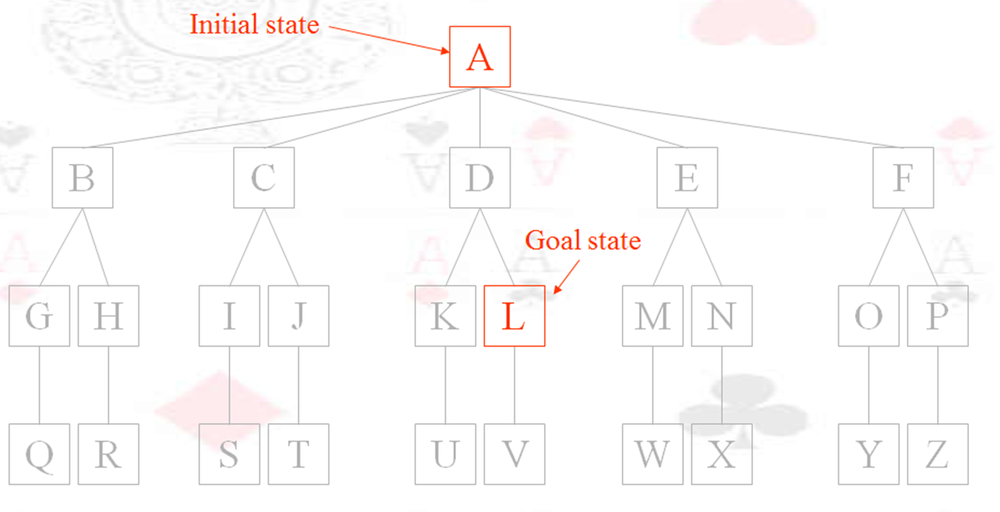 Initial state
A
B C D E F
Goal state
G H I J K L M N O P
Q R S T U V W X Y Z